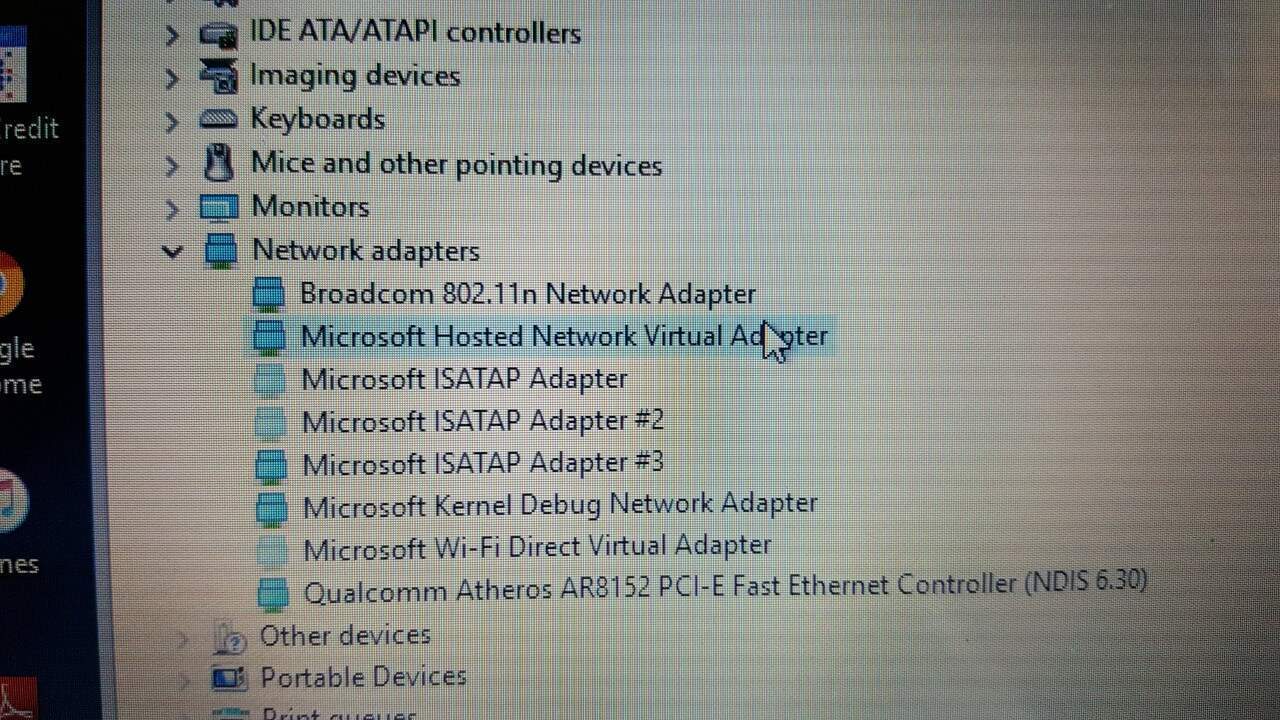 IDE ATA/ATAPI controllers
Imaging devices
Keyboards
redit
re
Mice and other pointing devices
Monitors
Network adapters
Broadcom 802.11n Network Adapter
Microsoft Hosted Network Virtual Adapter
gle
ome
Microsoft ISATAP Adapter
Microsoft ISATAP Adapter #2
Microsoft ISATAP Adapter #3
Microsoft Kernel Debug Network Adapter
Microsoft Wi-Fi Direct Virtual Adapter
nes
Qualcomm Atheros AR8152 PCI-E Fast Ethernet Controller (NDIS 6.30)
Other devices
Portable Devices
Print queues